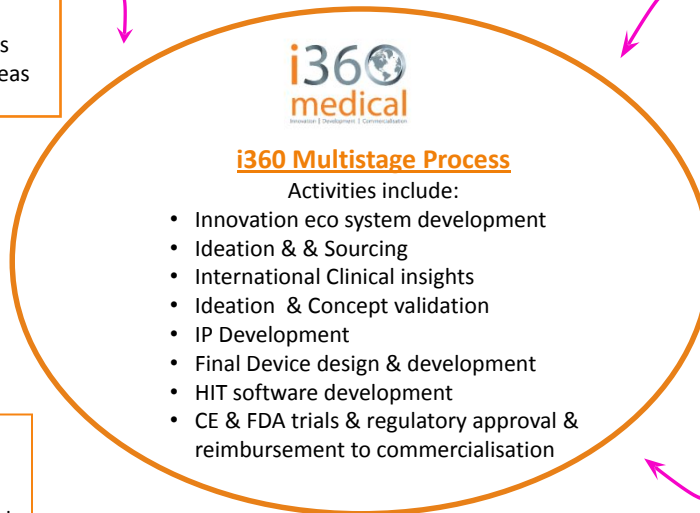 s
eas
i360
medical
Innovation | Development | Commercialisation
i360 Multistage Process
Activities include:
• Innovation eco system development
• Ideation & & Sourcing
• International Clinical insights
• Ideation & Concept validation
• IP Development
• Final Device design & development
• HIT software development
• CE & FDA trials & regulatory approval &
reimbursement to commercialisation